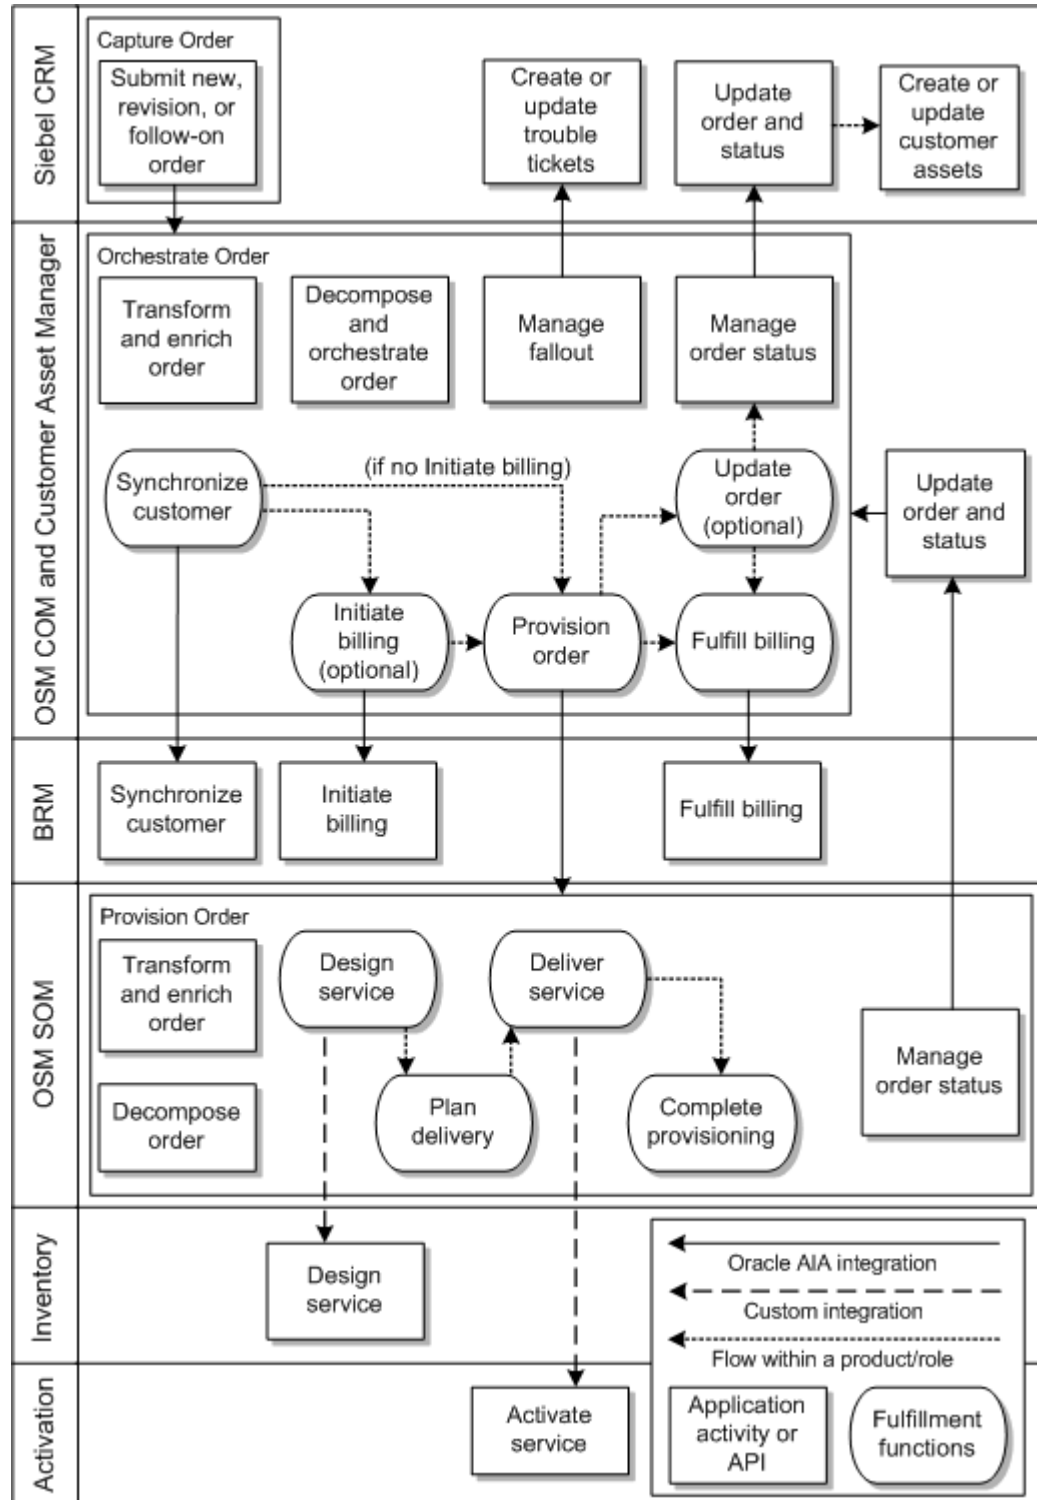 Siebel CRM
Capture Order
Submit new,
revision, or
follow-on
order
Create or
update
trouble
tickets
Update
order and
status
Create or
update
customer
assets
OSM COM and Customer Asset Manager
Orchestrate Order
Transform
and enrich
order
Decompose
and
orchestrate
order
Manage
fallout
Manage
order status
Synchronize
customer
(if no Initiate billing)
Update
order
(optional)
Update
order and
status
Initiate
billing
(optional)
Provision
order
Fulfill billing
BRM
Synchronize
customer
Initiate
billing
Fulfill billing
OSM SOM
Provision Order
Transform
and enrich
order
Design
service
Deliver
service
Manage
order status
Decompose
order
Plan
delivery
Complete
provisioning
Inventory
Design
service
Oracle AIA integration
Custom integration
Flow within a product/role
Activation
Activate
service
Application
activity or
API
Fulfillment
functions